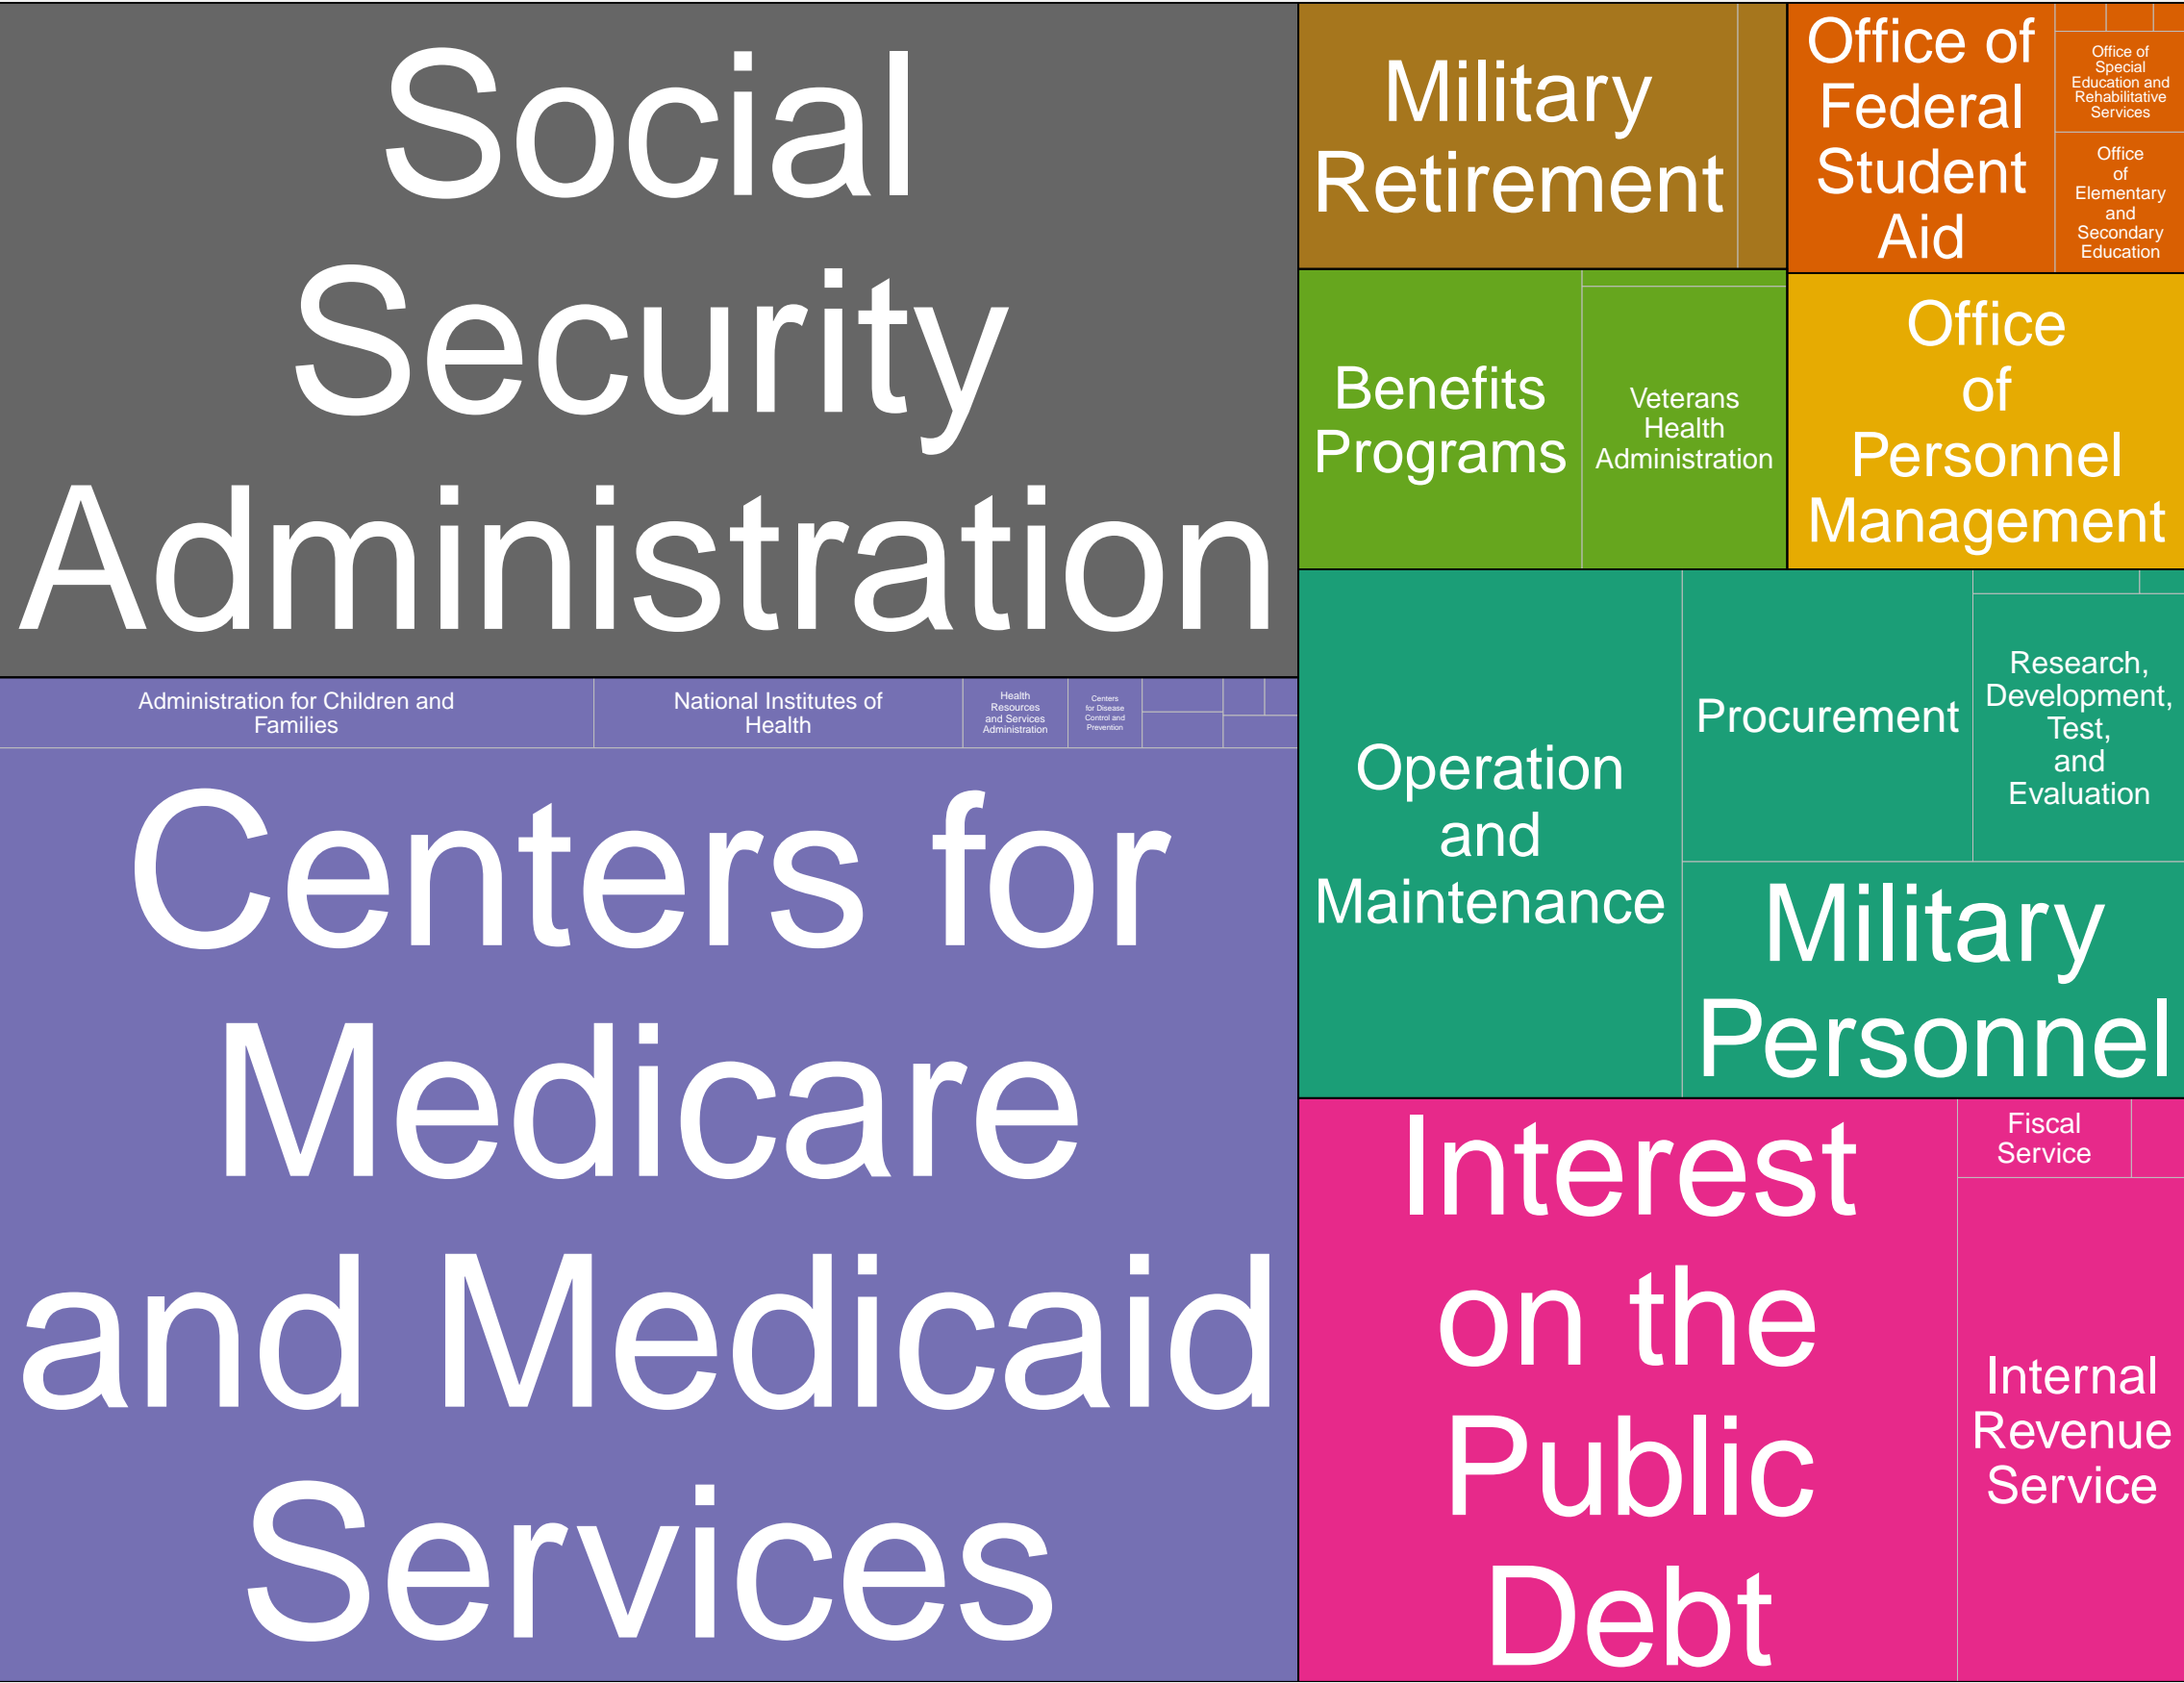 Social
Security
Administration
Military
Retirement
Office of
Federal
Student
Aid
Office of
Special
Education and
Rehabilitative
Services
Office
of
Elementary
and
Secondary
Education
Benefits
Programs
Veterans
Health
Administration
Office
of
Personnel
Management
Operation
and
Maintenance
Procurement
Research,
Development,
Test,
and
Evaluation
Military
Personnel
Administration for Children and
Families
National Institutes of
Health
Health
Resources
and Services
Administration
Centers
for Disease
Control and
Prevention
Centers for
Medicare
and Medicaid
Services
Interest
on the
Public
Debt
Fiscal
Service
Internal
Revenue
Service